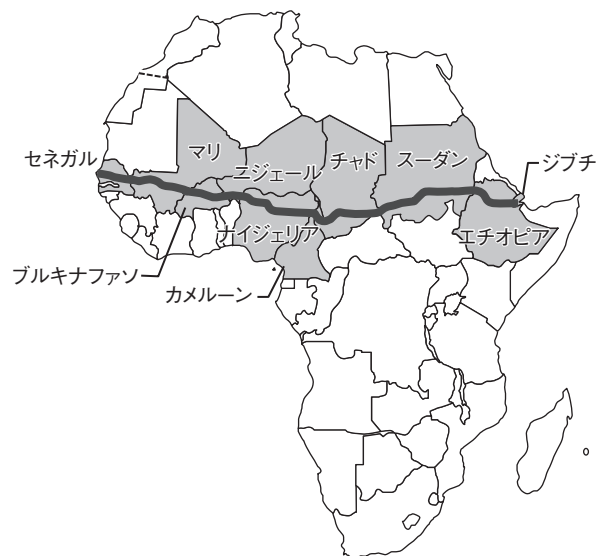 セネガル
マリ
ニジェール
チャド
スーダン
ジブチ
ナイジェリア
エチオピア
ブルキナファソ
カメルーン